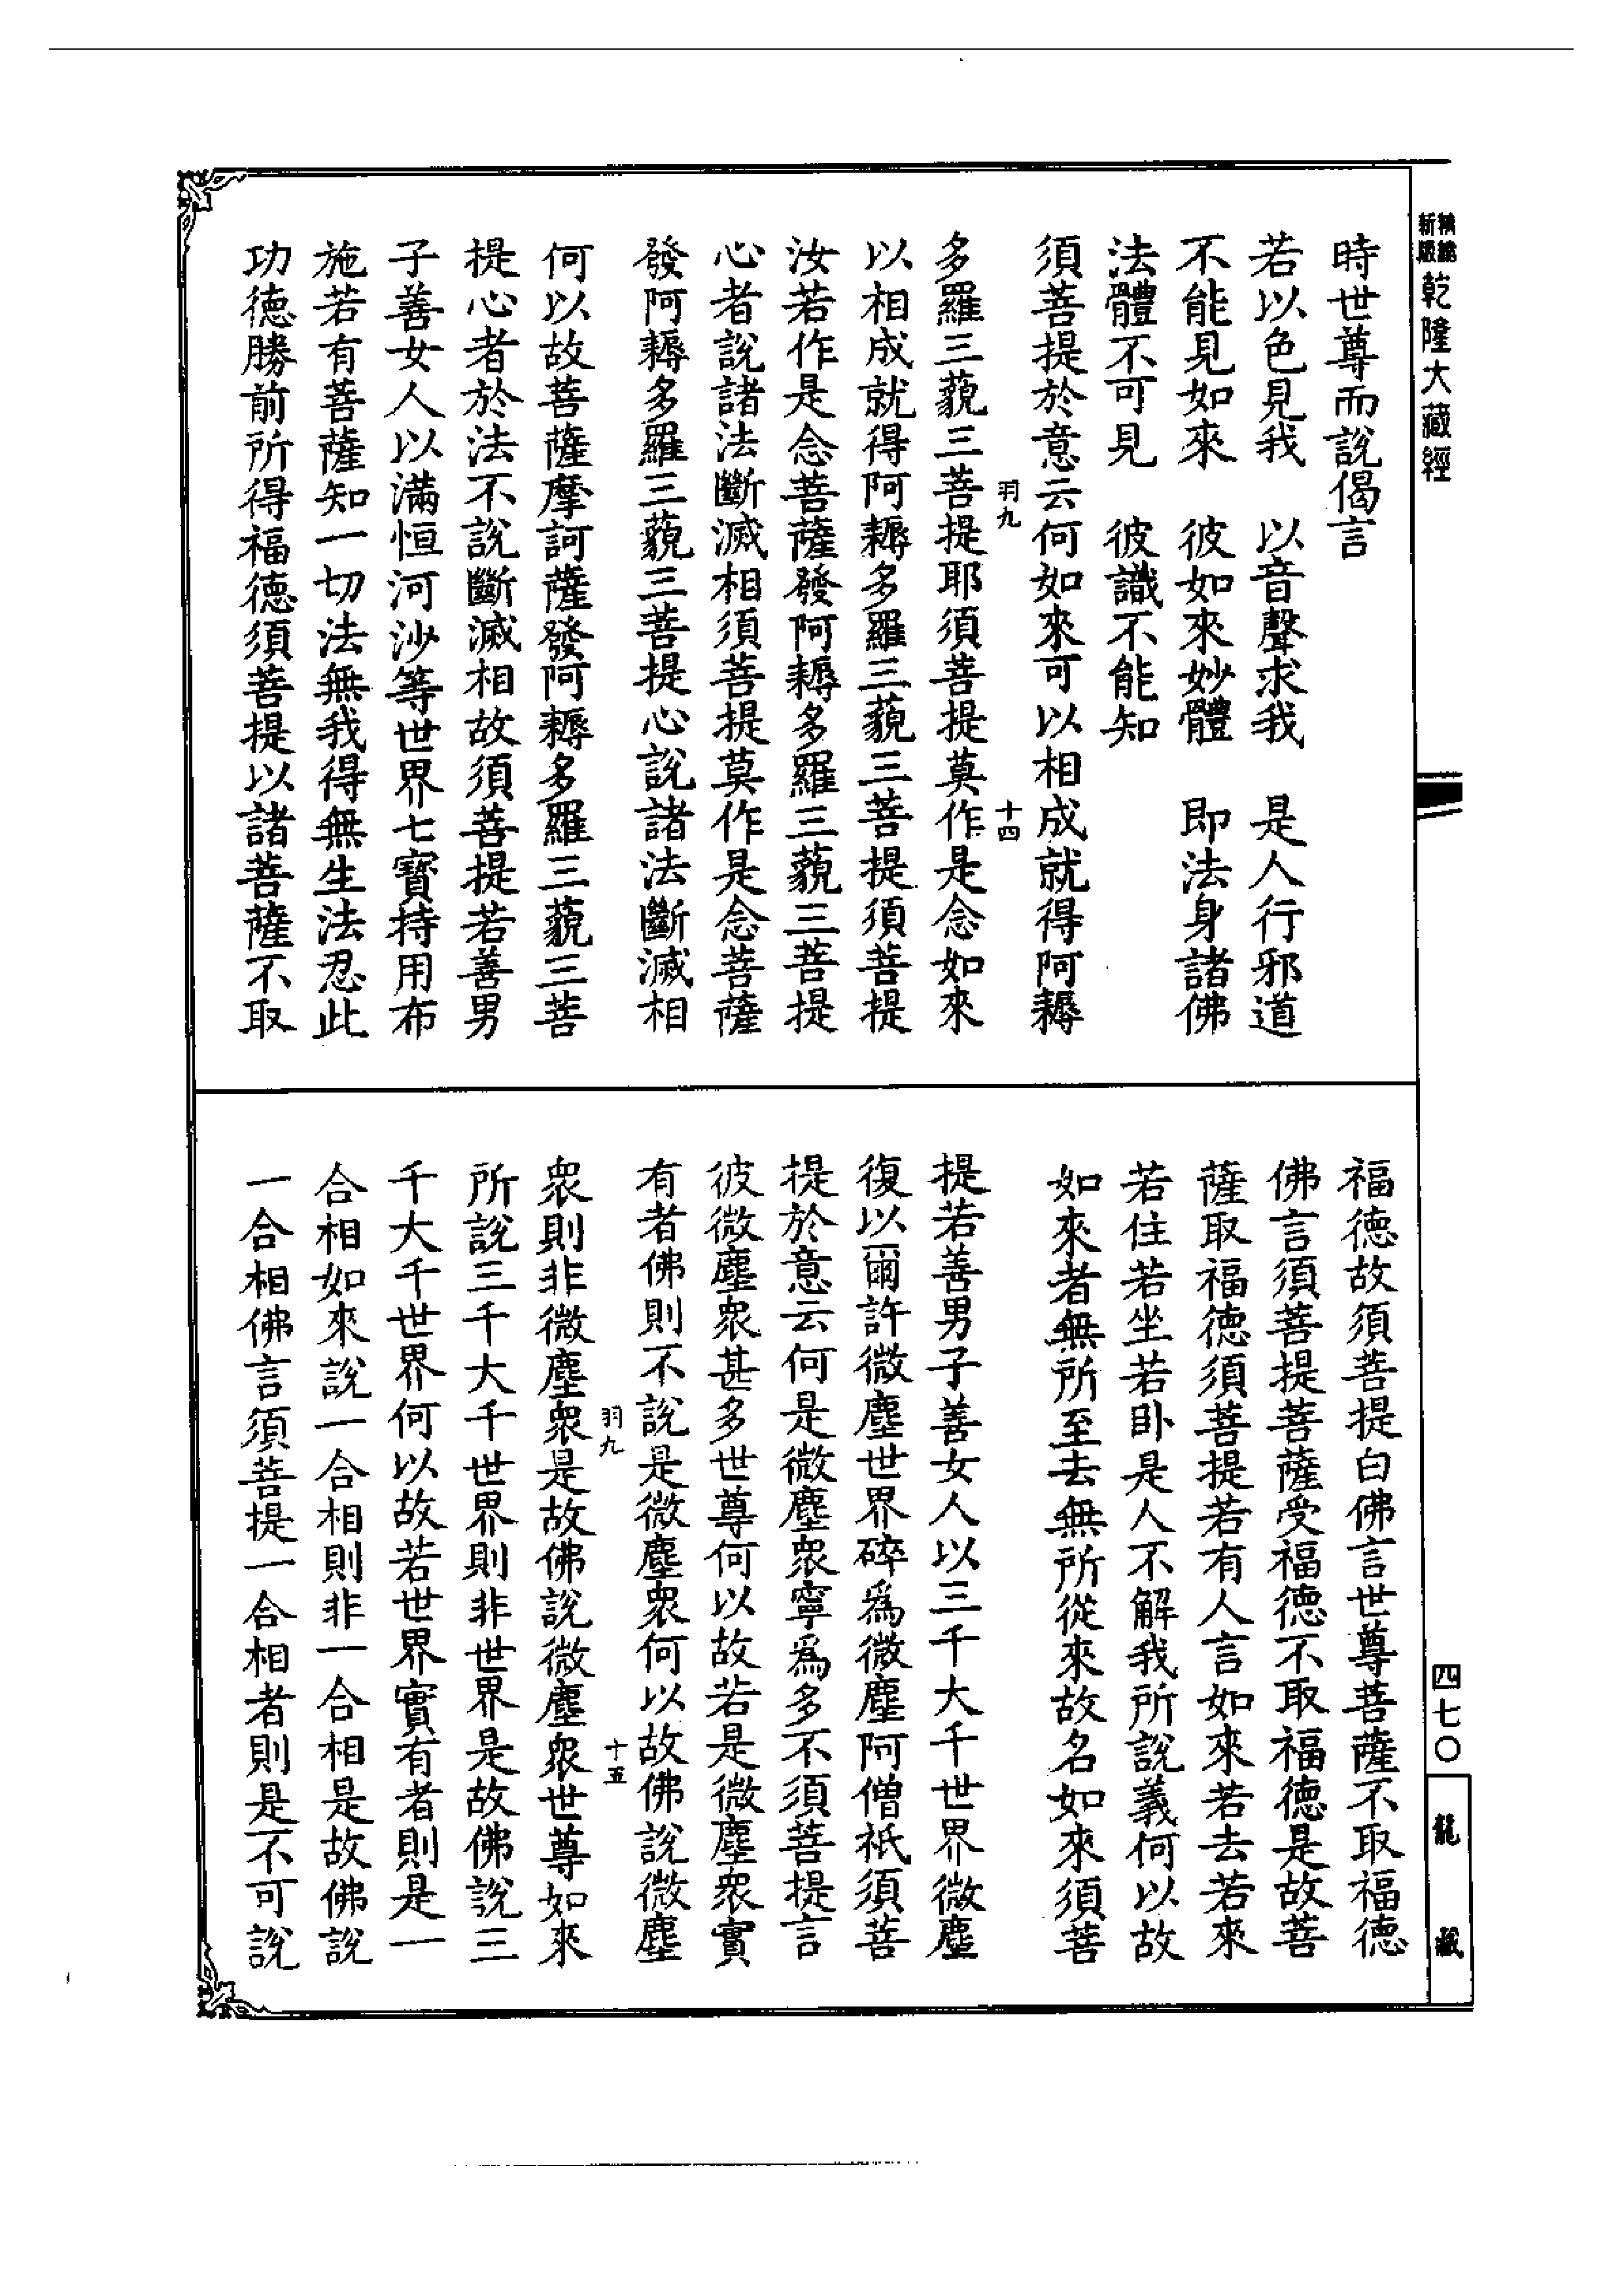 新編縮版
乾隆大藏經
時世尊而說偈言
若以色見我　以音聲求我　是人行邪道
不能見如來　彼如來妙體　即法身諸佛
法體不可見　彼識不能知
須菩提於意云何如來可以相成就得阿耨
羽九　十四
多羅三藐三菩提耶須菩提莫作是念如來
以相成就得阿耨多羅三藐三菩提須菩提
汝若作是念菩薩發阿耨多羅三藐三菩提
心者說諸法斷滅相須菩提莫作是念菩薩
發阿耨多羅三藐三菩提心說諸法斷滅相
何以故菩薩摩訶薩發阿耨多羅三藐三菩
提心者於法不說斷滅相故須菩提若善男
子善女人以滿恒河沙等世界七寳持用布
施若有菩薩知一切法無我得無生法忍此
功德勝前所得福德須菩提以諸菩薩不取
福德故須菩提白佛言世尊菩薩不取福德
佛言須菩提菩薩受福德不取福德是故菩
薩取福德須菩提若有人言如來若去若來
若住若坐若卧是人不解我所說義何以故
如來者無所至去無所從來故名如來須菩
提若善男子善女人以三千大千世界微塵
復以爾許微塵世界碎為微塵阿僧祇須菩
提於意云何是微塵衆寧為多不須菩提言
彼微塵衆甚多世尊何以故若是微塵衆實
有者佛則不說是微塵衆何以故佛說微塵
羽九　十五
衆則非微塵衆是故佛說微塵衆世尊如來
所說三千大千世界則非世界是故佛說三
千大千世界何以故若世界實有者則是一
合相如來說一合相則非一合相是故佛說
一合相佛言須菩提一合相者則是不可說
四七〇
龍藏